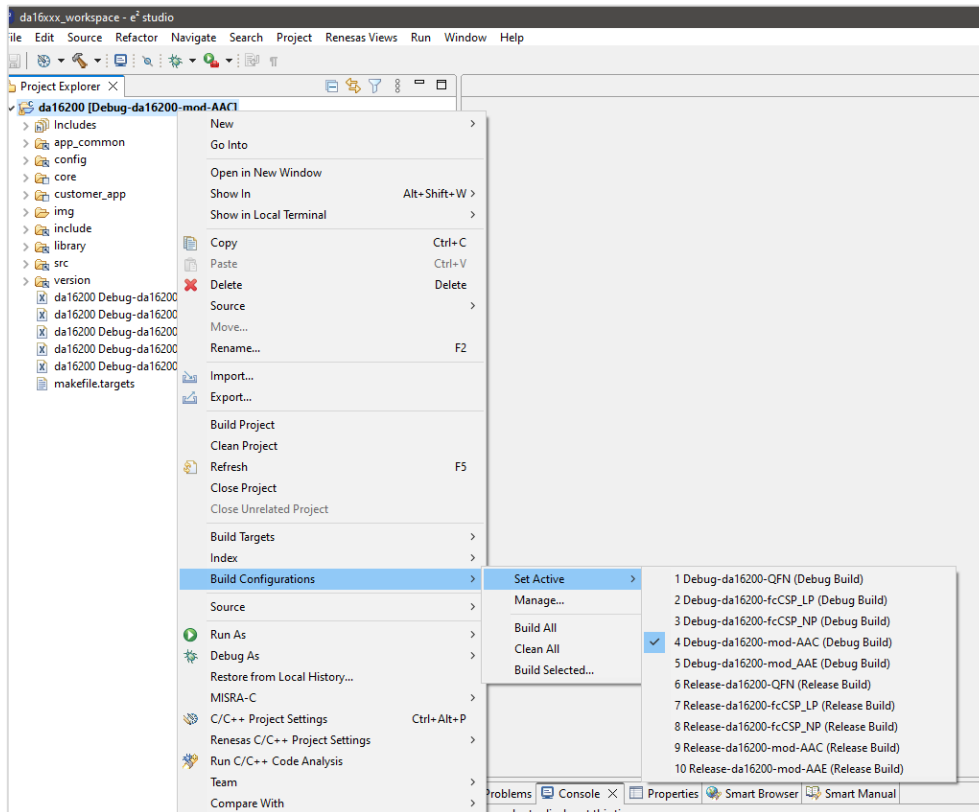 da16xxx_workspace - e² studio
ile Edit Source Refactor Navigate Search Project Renesas Views Run Window Help
Project Explorer
da16200 [Debug-da16200-mod-AAC]
Includes
app_common
config
core
customer_app
img
include
library
src
version
da16200 Debug-da16200
da16200 Debug-da16200
da16200 Debug-da16200
da16200 Debug-da16200
da16200 Debug-da16200
makefile.targets
New
Go Into
Open in New Window
Show In Alt+Shift+W
Show in Local Terminal
Copy Ctrl+C
Paste Ctrl+V
Delete Delete
Source
Move...
Rename... F2
Import...
Export...
Build Project
Clean Project
Refresh F5
Close Project
Close Unrelated Project
Build Targets
Index
Build Configurations
Source
Run As
Debug As
Restore from Local History...
MISRA-C
C/C++ Project Settings Ctrl+Alt+P
Renesas C/C++ Project Settings
Run C/C++ Code Analysis
Team
Compare With
Set Active
Manage...
Build All
Clean All
Build Selected...
1 Debug-da16200-QFN (Debug Build)
2 Debug-da16200-fcCSP_LP (Debug Build)
3 Debug-da16200-fcCSP_NP (Debug Build)
4 Debug-da16200-mod-AAC (Debug Build)
5 Debug-da16200-mod_AAE (Debug Build)
6 Release-da16200-QFN (Release Build)
7 Release-da16200-fcCSP_LP (Release Build)
8 Release-da16200-fcCSP_NP (Release Build)
9 Release-da16200-mod-AAC (Release Build)
10 Release-da16200-mod-AAE (Release Build)
Problems Console Properties Smart Browser Smart Manual